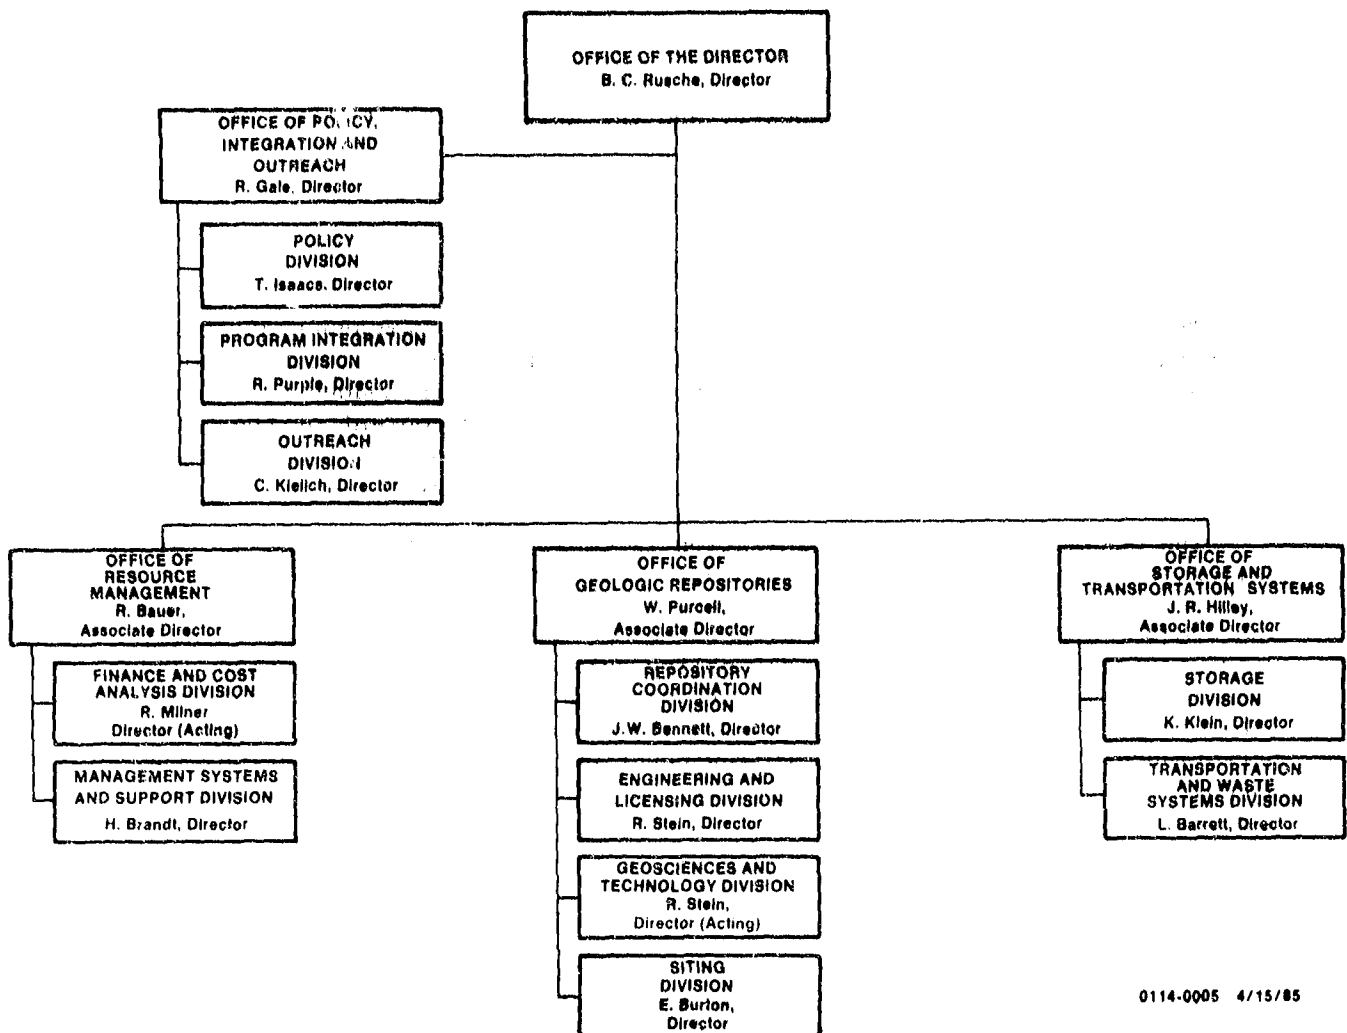 OFFICE OF THE DIRECTOR
B. C. Rusche, Director
OFFICE OF POLICY,
INTEGRATION AND
OUTREACH
R. Gale, Director
POLICY
DIVISION
T. Isaacs, Director
PROGRAM INTEGRATION
DIVISION
R. Purple, Director
OUTREACH
DIVISION
C. Kielich, Director
OFFICE OF
RESOURCE
MANAGEMENT
R. Bauer,
Associate Director
FINANCE AND COST
ANALYSIS DIVISION
R. Milner
Director (Acting)
MANAGEMENT SYSTEMS
AND SUPPORT DIVISION
H. Brandt, Director
OFFICE OF
GEOLOGIC REPOSITORIES
W. Purcell,
Associate Director
REPOSITORY
COORDINATION
DIVISION
J.W. Bennett, Director
ENGINEERING AND
LICENSING DIVISION
R. Stein, Director
GEOSCIENCES AND
TECHNOLOGY DIVISION
R. Stein,
Director (Acting)
SITING
DIVISION
E. Burton,
Director
OFFICE OF
STORAGE AND
TRANSPORTATION SYSTEMS
J. R. Hilley,
Associate Director
STORAGE
DIVISION
K. Klein, Director
TRANSPORTATION
AND WASTE
SYSTEMS DIVISION
L. Barrett, Director
0114-0005 4/15/85